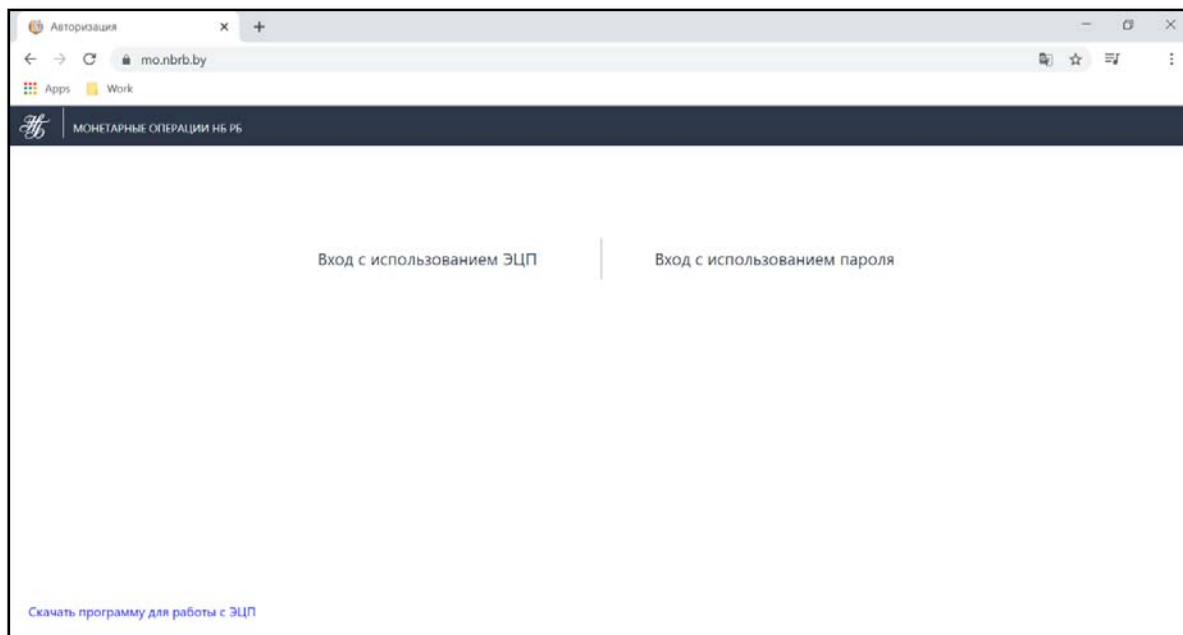 Авторизация
mo.nbrb.by
Apps Work
МОНЕТАРНЫЕ ОПЕРАЦИИ НБ РБ
Вход с использованием ЭЦП Вход с использованием пароля
Скачать программу для работы с ЭЦП